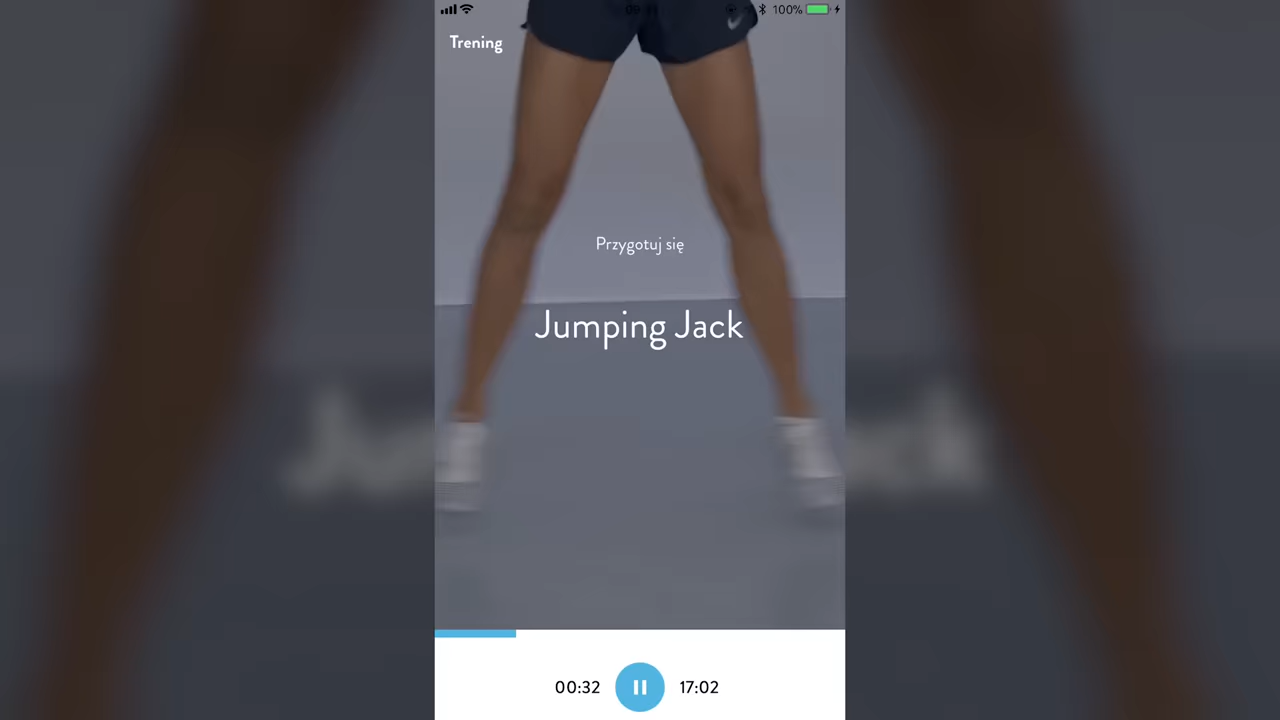 100%
Trening
Przygotuj się
Jumping Jack
00:32
17:02